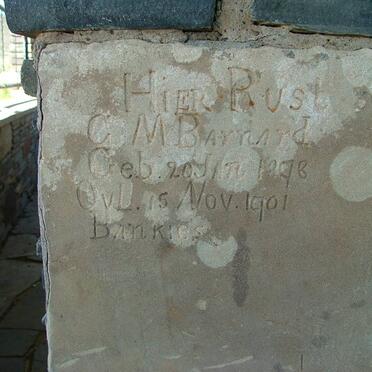 HIER RUST
C M BARNARD
GEB. 20 JAN 1898
OVL. 15 NOV. 1901
BANKIES